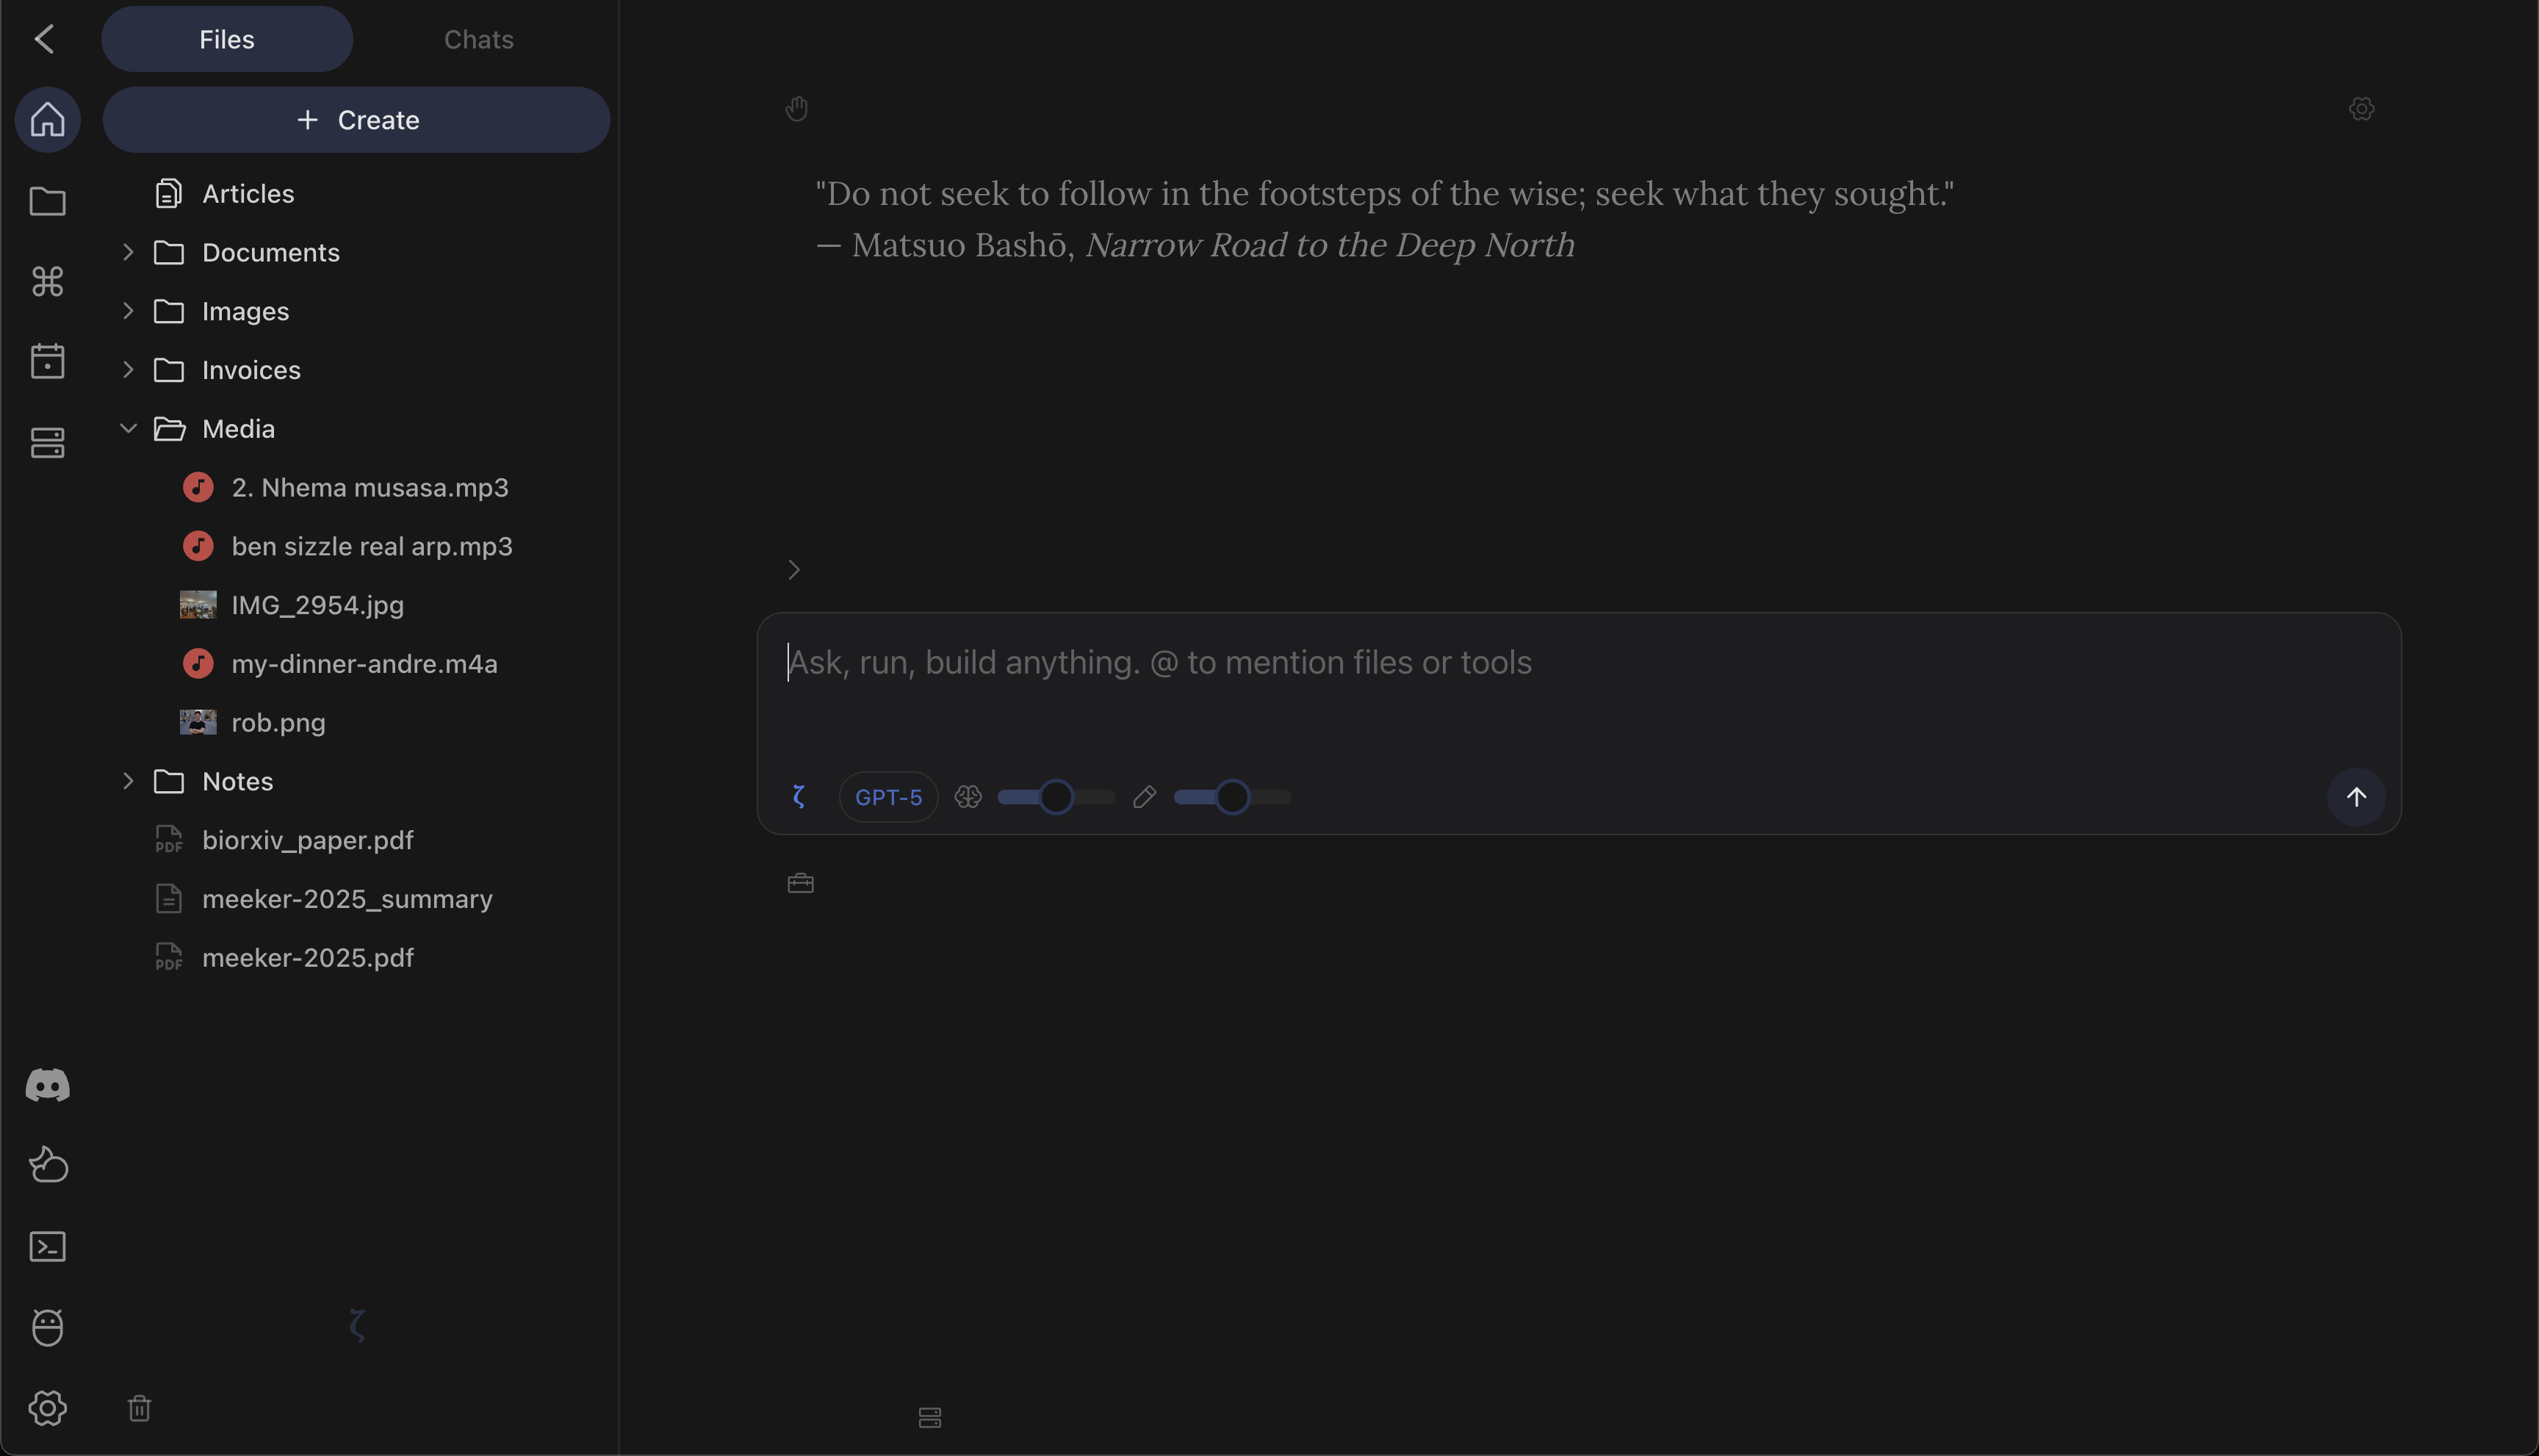 Files
Chats
+ Create
Articles
Documents
Images
Invoices
Media
2. Nhema musasa.mp3
ben sizzle real arp.mp3
IMG_2954.jpg
my-dinner-andre.m4a
rob.png
Notes
PDF biorxiv_paper.pdf
meeker-2025_summary
PDF meeker-2025.pdf
ζ
"Do not seek to follow in the footsteps of the wise; seek what they sought."
— Matsuo Bashō, Narrow Road to the Deep North
Ask, run, build anything. @ to mention files or tools
ζ GPT-5